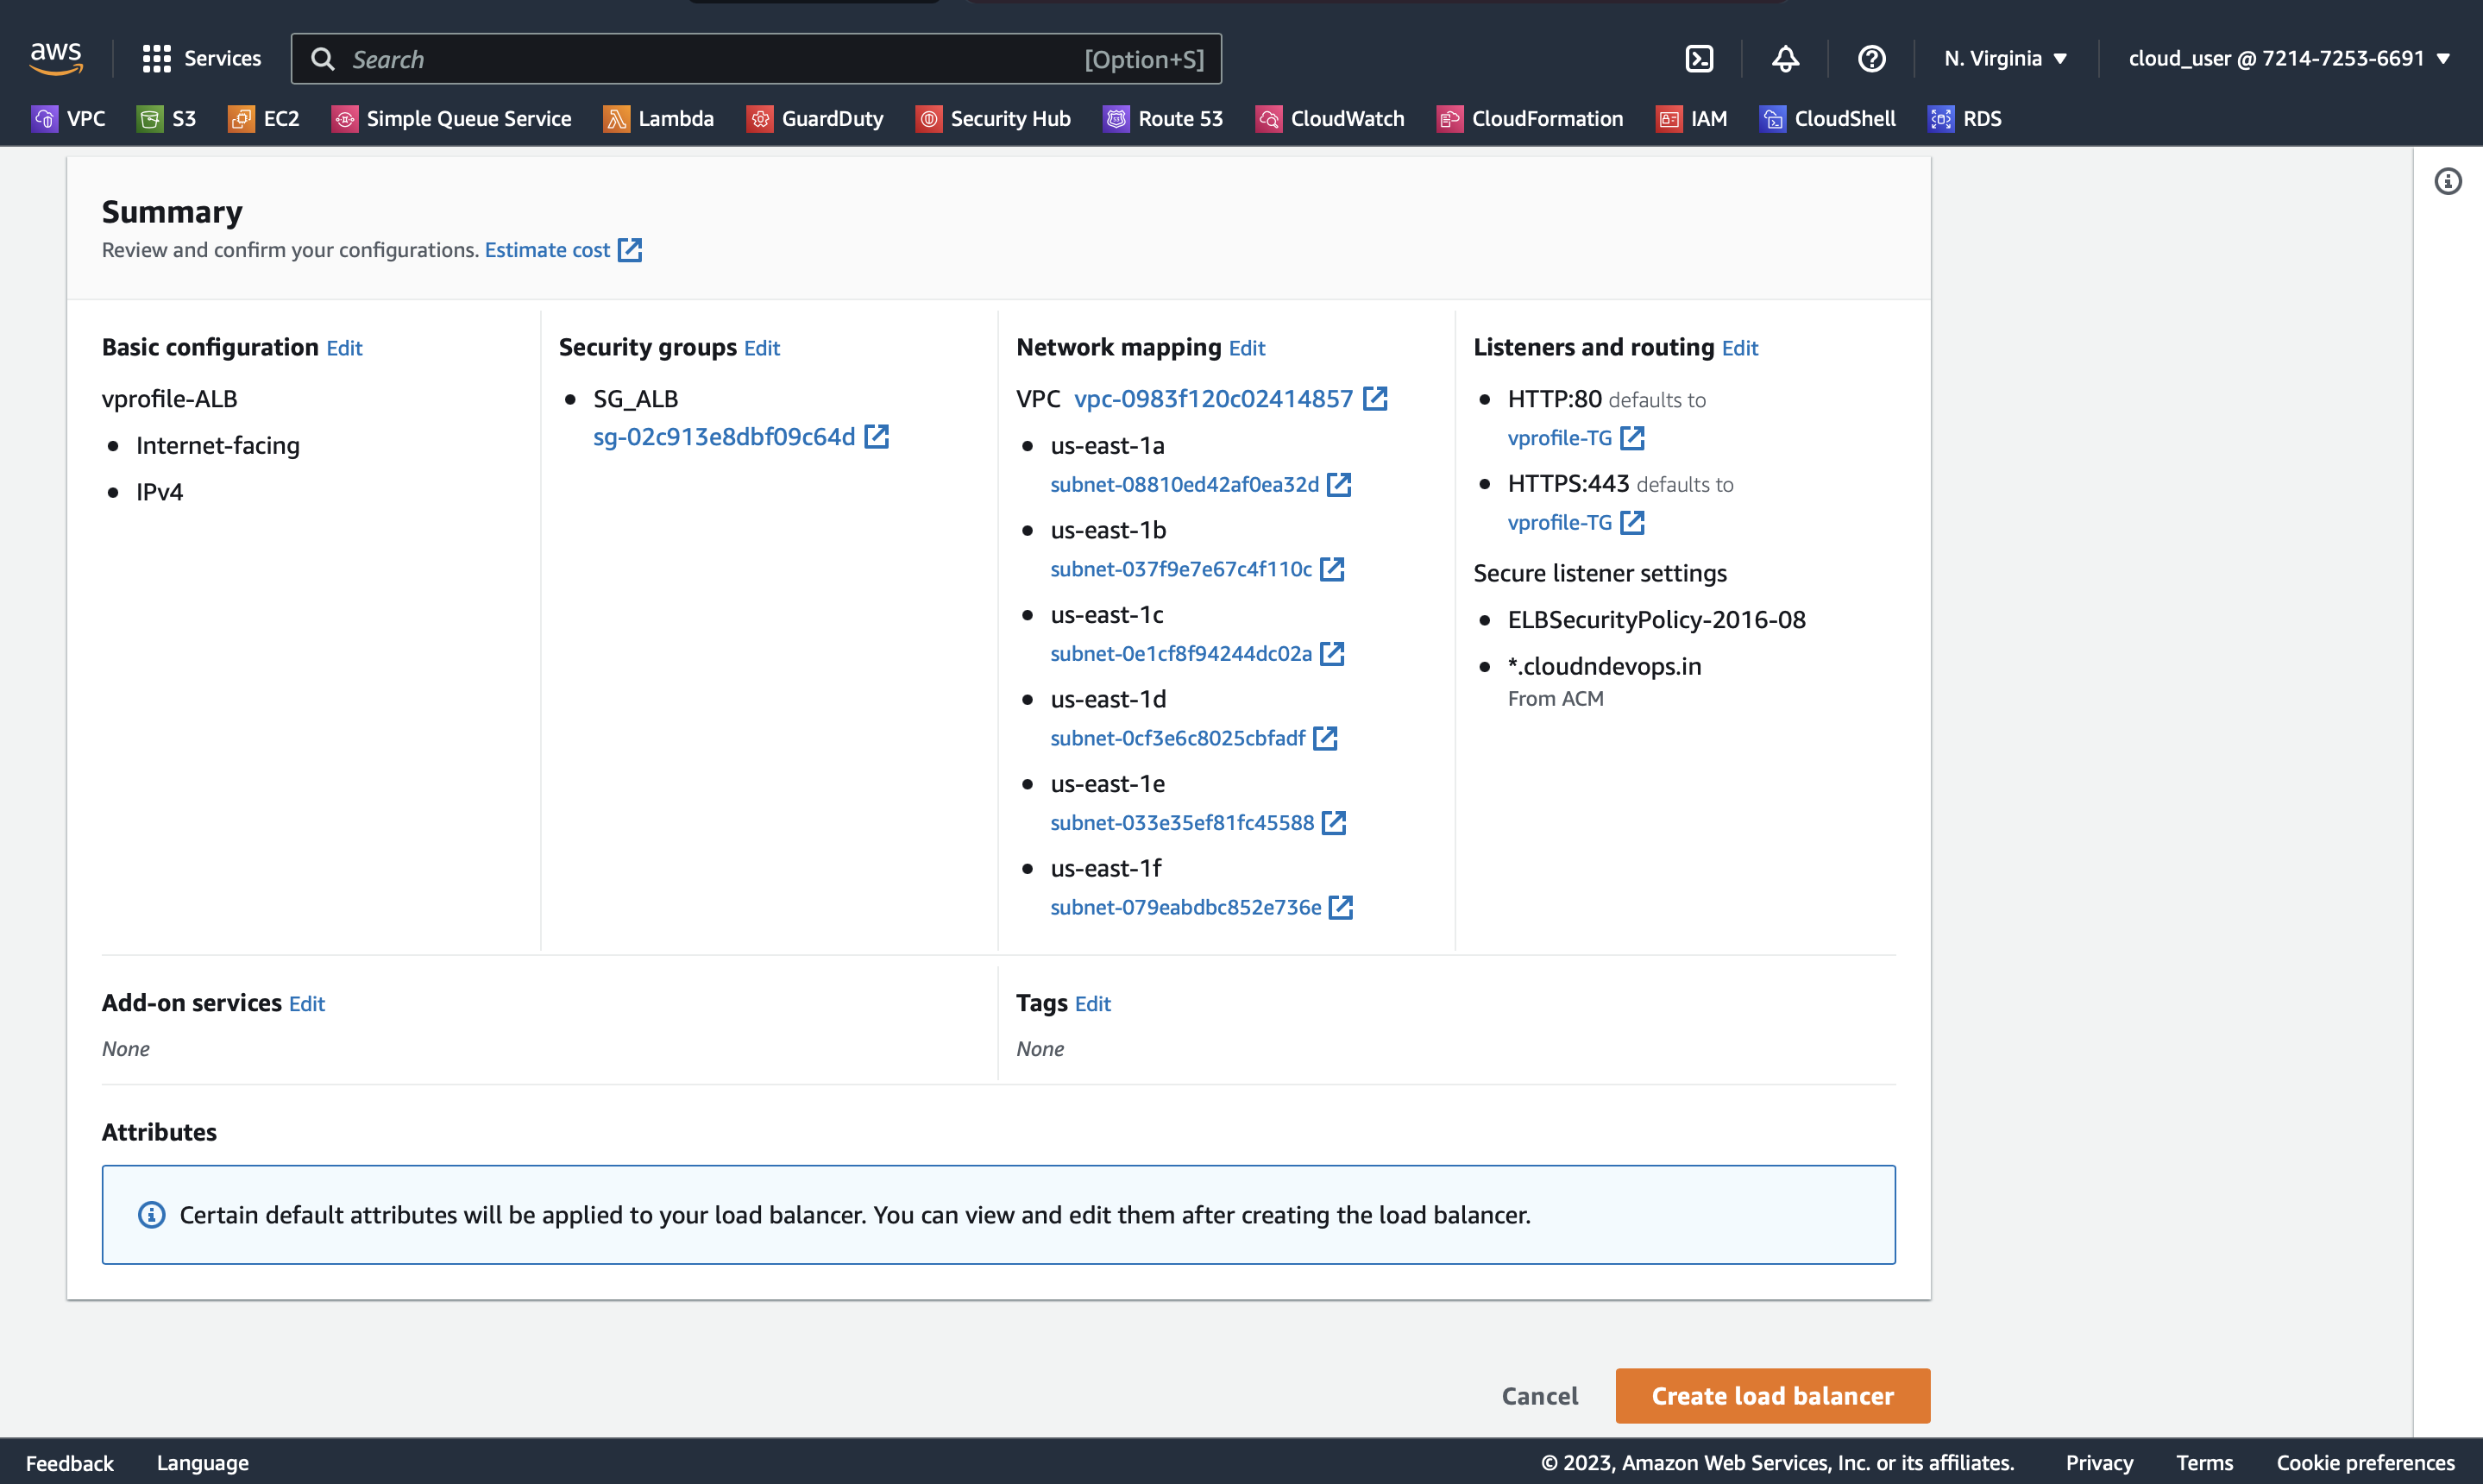 aws
Services
Search [Option+S]
N. Virginia
cloud_user @ 7214-7253-6691
VPC S3 EC2 Simple Queue Service Lambda GuardDuty Security Hub Route 53 CloudWatch CloudFormation IAM CloudShell RDS
Summary
Review and confirm your configurations. Estimate cost
Basic configuration Edit
vprofile-ALB
Internet-facing
IPv4
Security groups Edit
SG_ALB
sg-02c913e8dbf09c64d
Network mapping Edit
VPC vpc-0983f120c02414857
us-east-1a
subnet-08810ed42af0ea32d
us-east-1b
subnet-037f9e7e67c4f110c
us-east-1c
subnet-0e1cf8f94244dc02a
us-east-1d
subnet-0cf3e6c8025cbfadf
us-east-1e
subnet-033e35ef81fc45588
us-east-1f
subnet-079eabdbc852e736e
Listeners and routing Edit
HTTP:80 defaults to
vprofile-TG
HTTPS:443 defaults to
vprofile-TG
Secure listener settings
ELBSecurityPolicy-2016-08
*.cloudndevops.in
From ACM
Add-on services Edit
None
Tags Edit
None
Attributes
Certain default attributes will be applied to your load balancer. You can view and edit them after creating the load balancer.
Cancel
Create load balancer
Feedback Language
© 2023, Amazon Web Services, Inc. or its affiliates. Privacy Terms Cookie preferences